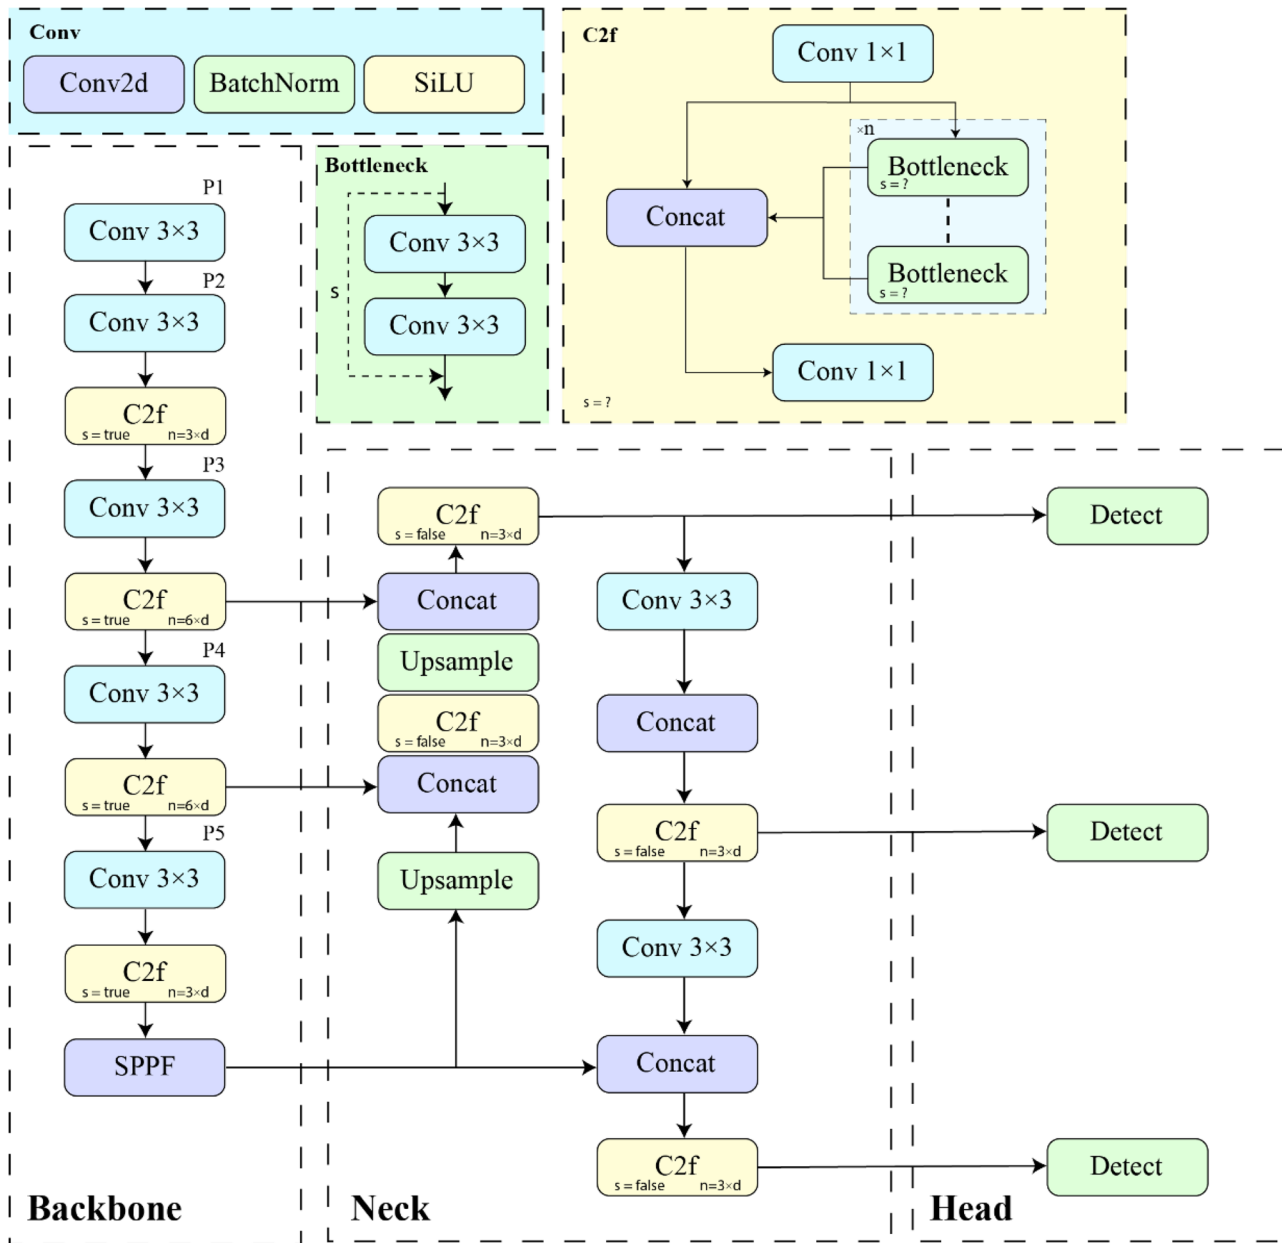 Conv
Conv2d
BatchNorm
SiLU
C2f
Conv 1×1
×n
Bottleneck
s = ?
Concat
Bottleneck
s = ?
Conv 1×1
s = ?
Bottleneck
s
Conv 3×3
Conv 3×3
P1
Conv 3×3
P2
Conv 3×3
C2f
s = true n=3×d
P3
Conv 3×3
C2f
s = true n=6×d
P4
Conv 3×3
C2f
s = true n=6×d
P5
Conv 3×3
C2f
s = true n=3×d
SPPF
Backbone
C2f
s = false n=3×d
Concat
Upsample
C2f
s = false n=3×d
Concat
Upsample
Conv 3×3
Concat
C2f
s = false n=3×d
Conv 3×3
Concat
C2f
s = false n=3×d
Neck
Detect
Detect
Detect
Head